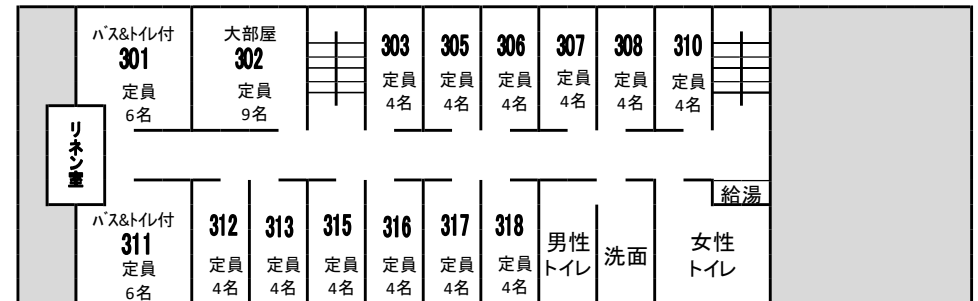 バス&トイレ付
301
定員
6名
大部屋
302
定員
9名
303
定員
4名
305
定員
4名
306
定員
4名
307
定員
4名
308
定員
4名
310
定員
4名
リネン室
給湯
バス&トイレ付
311
定員
6名
312
定員
4名
313
定員
4名
315
定員
4名
316
定員
4名
317
定員
4名
318
定員
4名
男性
トイレ
洗面
女性
トイレ